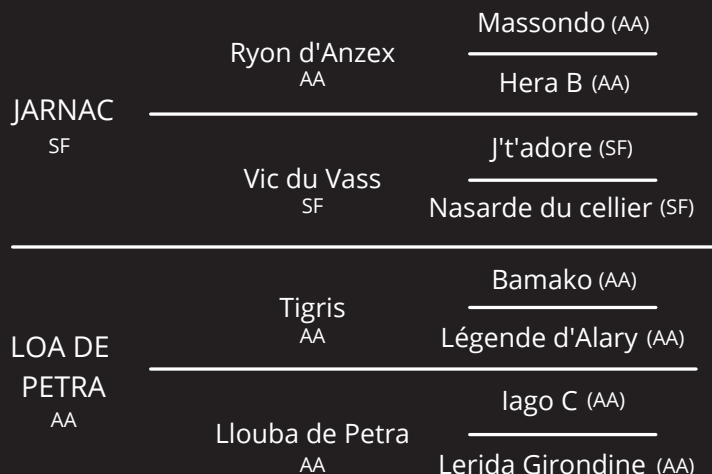 JARNAC
SF
Ryon d'Anzex
AA
Massondo (AA)
Hera B (AA)
Vic du Vass
SF
J't'adore (SF)
Nasarde du cellier (SF)
LOA DE
PETRA
AA
Tigris
AA
Bamako (AA)
Légende d'Alary (AA)
Llouba de Petra
AA
Iago C (AA)
Lerida Girondine (AA)